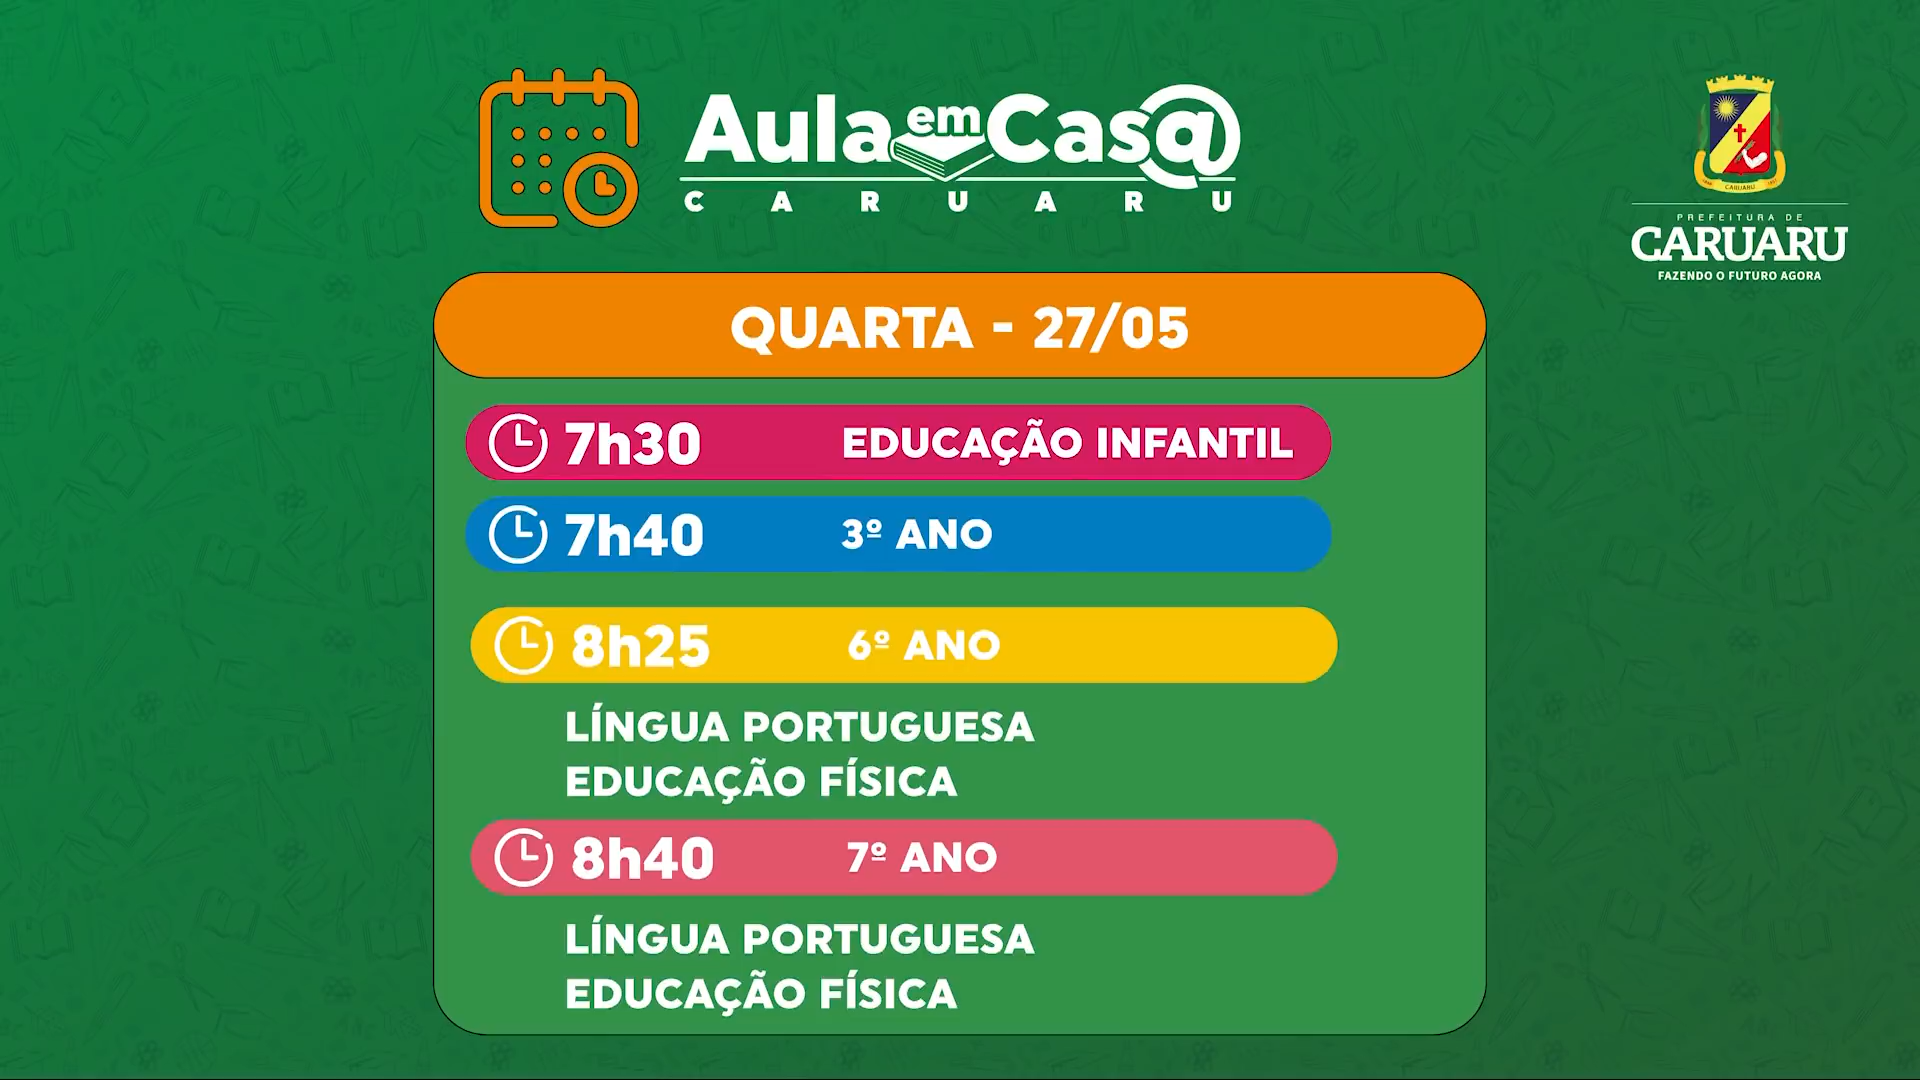 Aula em Cas@
CARUARU
CARUARU
PREFEITURA DE
CARUARU
FAZENDO O FUTURO AGORA
QUARTA - 27/05
7h30 EDUCAÇÃO INFANTIL
7h40 3º ANO
8h25 6º ANO
LÍNGUA PORTUGUESA
EDUCAÇÃO FÍSICA
8h40 7º ANO
LÍNGUA PORTUGUESA
EDUCAÇÃO FÍSICA